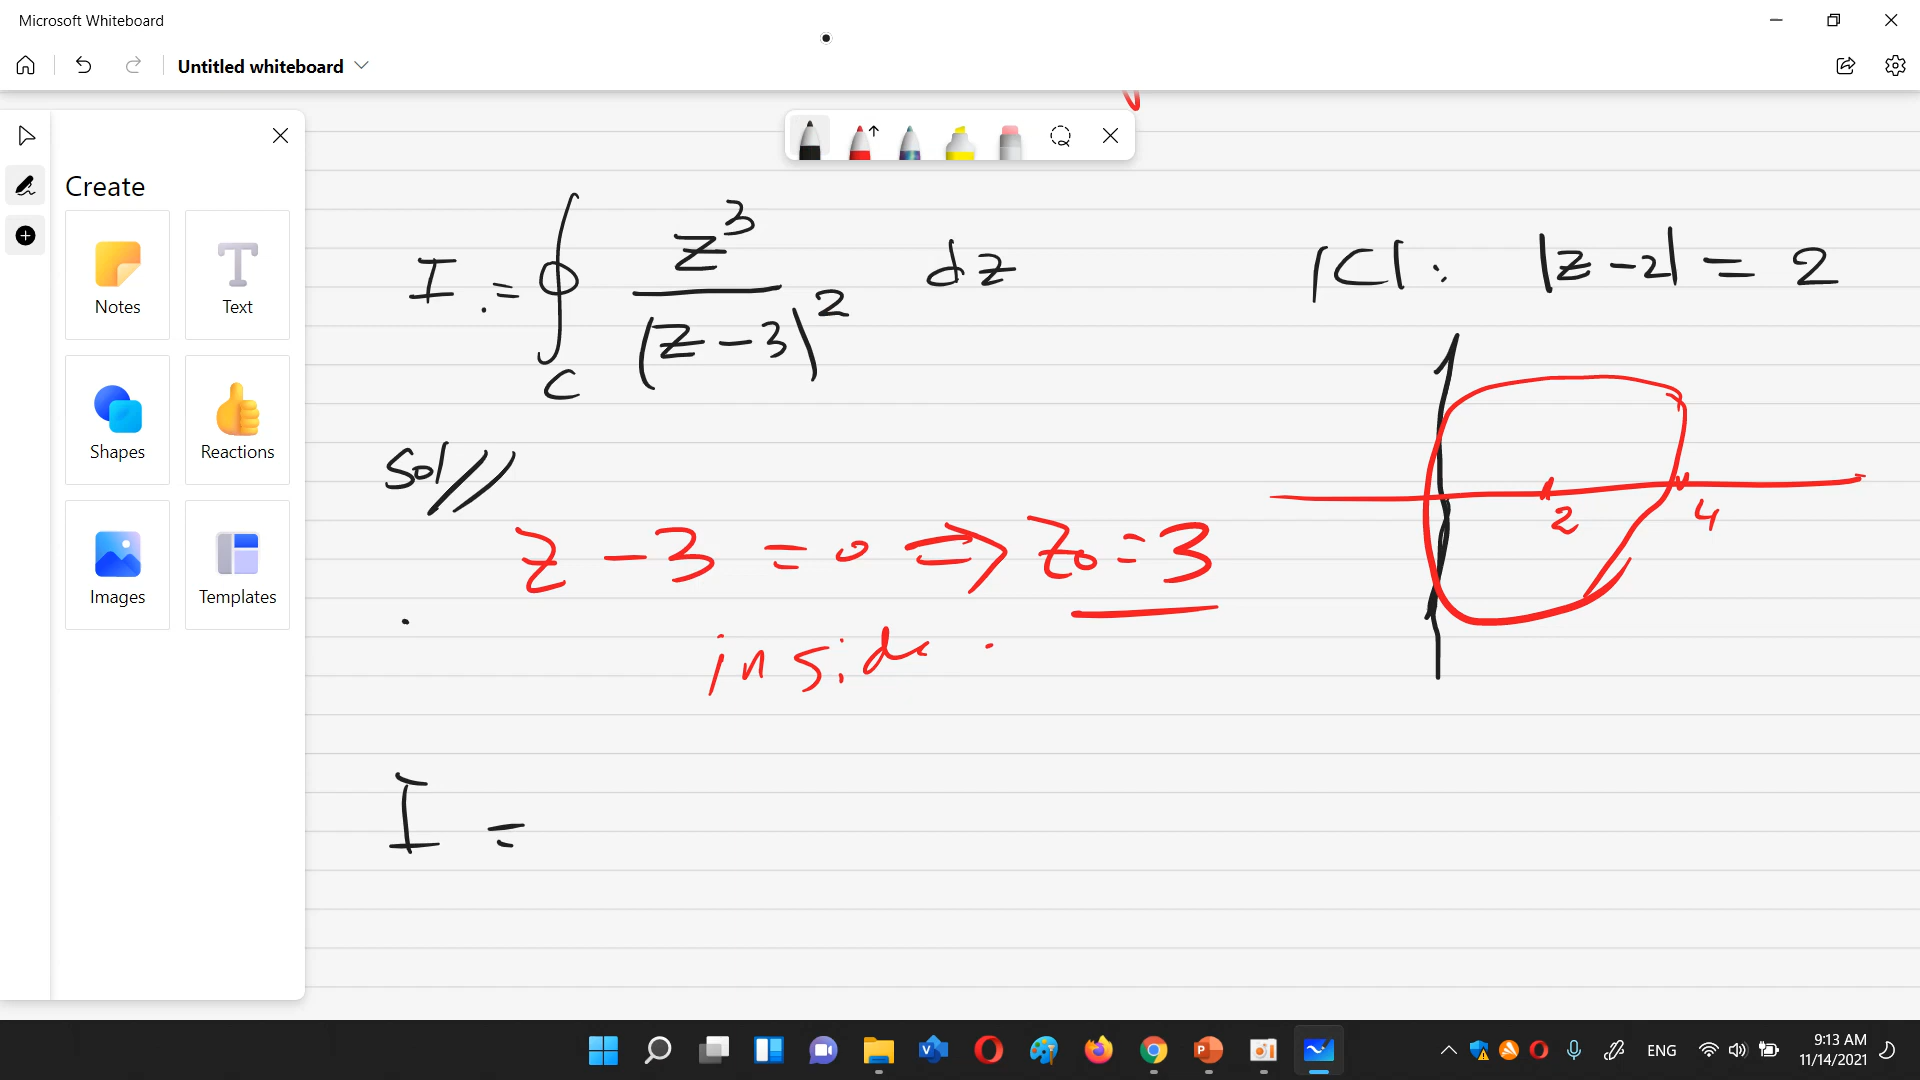 Microsoft Whiteboard
Untitled whiteboard
Create
Notes
Text
Shapes
Reactions
Images
Templates
I = ∮_C z³/(z-3)² dz
|C| : |z-2| = 2
Sol//
z - 3 = 0 ⇒ z₀ = 3
inside.
2
4
I =
ENG
9:13 AM
11/14/2021